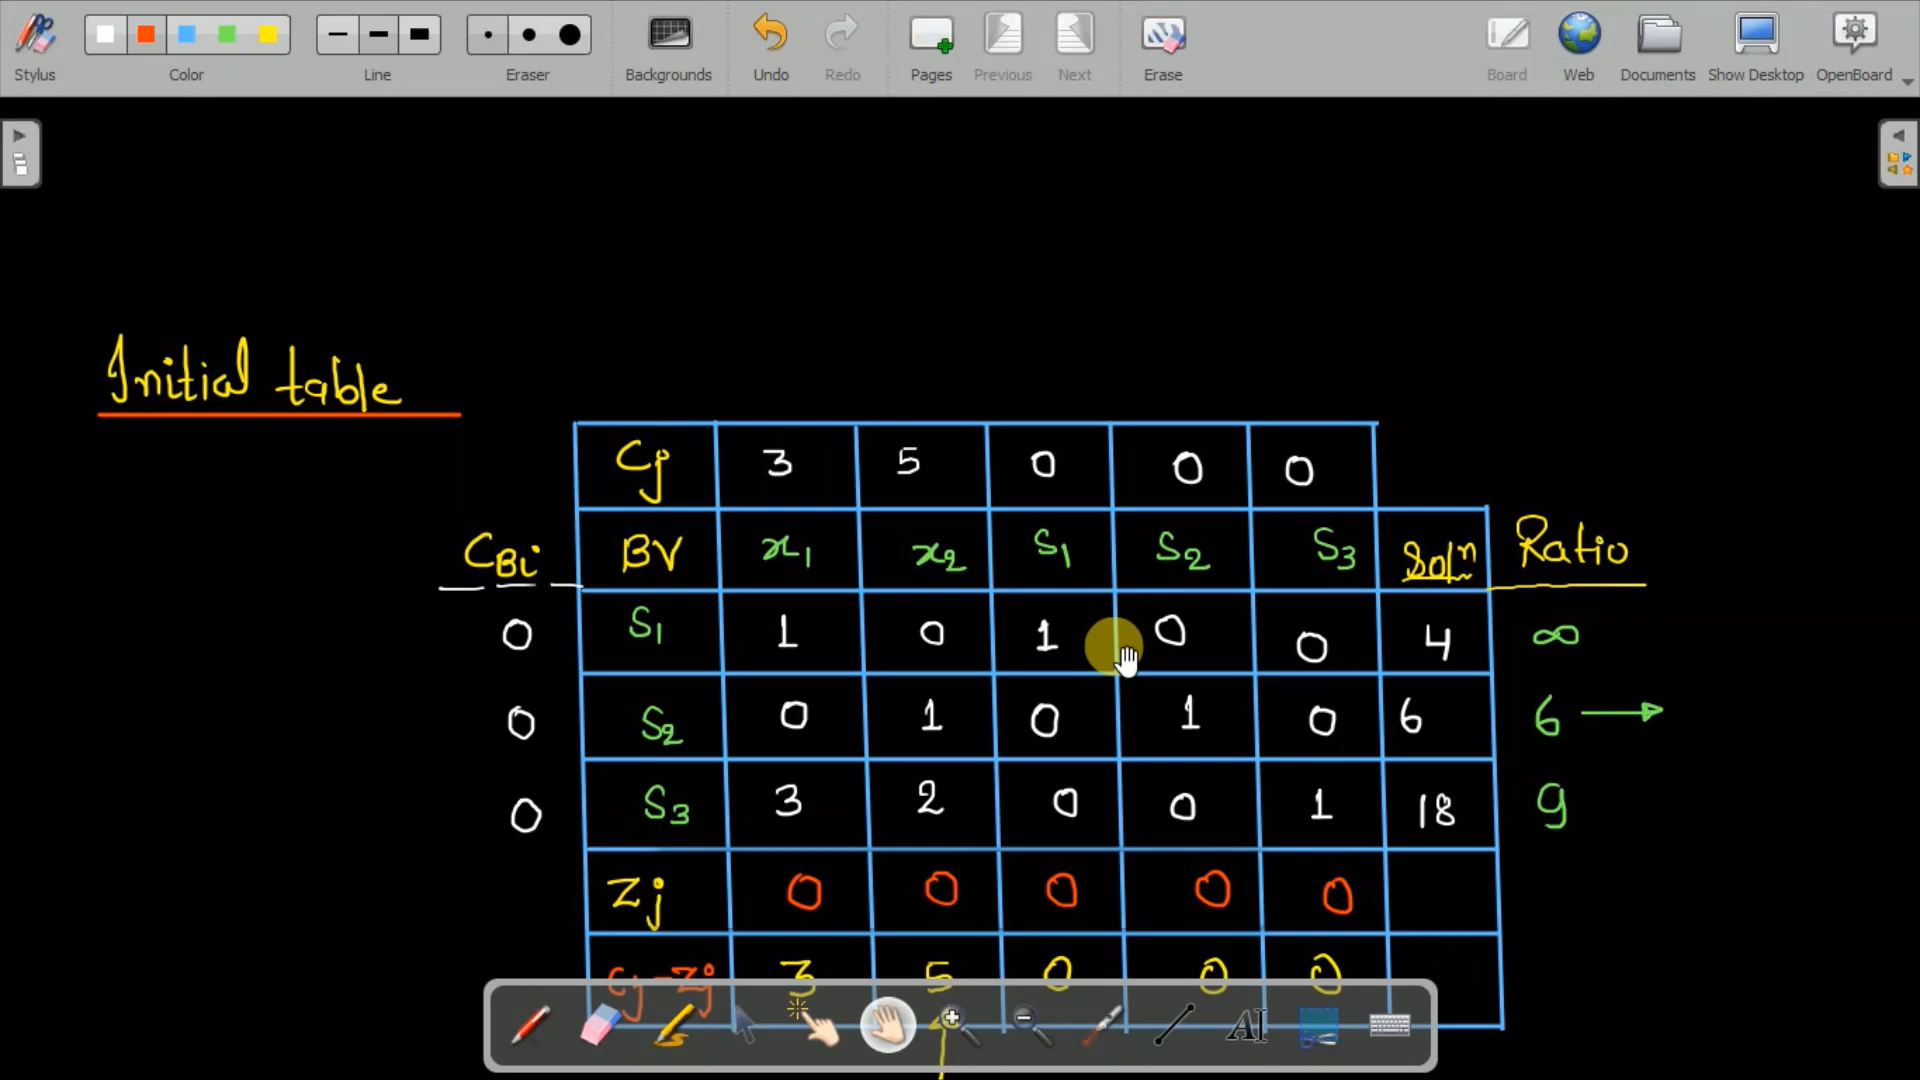 Stylus Color Line Eraser Backgrounds Undo Redo Pages Previous Next Erase Board Web Documents Show Desktop OpenBoard
Initial table
Cj 3 5 0 0 0
CBi BV x1 x2 S1 S2 S3 Solⁿ Ratio
0 S1 1 0 1 0 0 4 ∞
0 S2 0 1 0 1 0 6 6 →
0 S3 3 2 0 0 1 18 9
Zj 0 0 0 0 0
Cj-Zj 3 5 0 0 0
AI